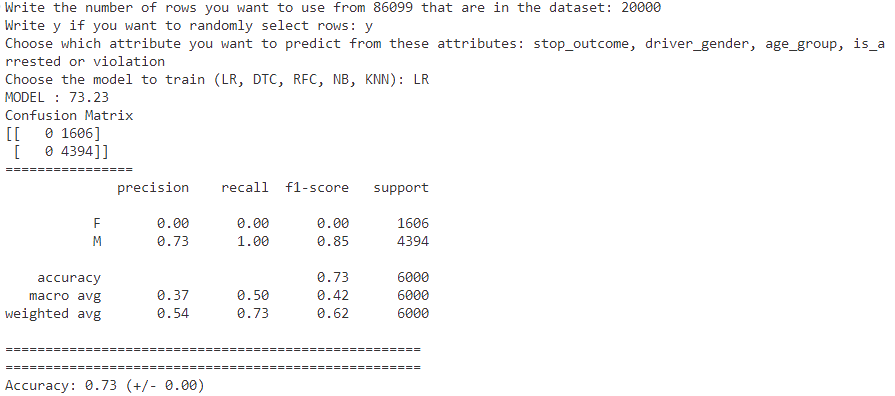 Write the number of rows you want to use from 86099 that are in the dataset: 20000
Write y if you want to randomly select rows: y
Choose which attribute you want to predict from these attributes: stop_outcome, driver_gender, age_group, is_a
rrested or violation
Choose the model to train (LR, DTC, RFC, NB, KNN): LR
MODEL : 73.23
Confusion Matrix
[[   0 1606]
 [   0 4394]]
================
              precision    recall  f1-score   support

           F       0.00      0.00      0.00      1606
           M       0.73      1.00      0.85      4394

    accuracy                           0.73      6000
   macro avg       0.37      0.50      0.42      6000
weighted avg       0.54      0.73      0.62      6000

====================================================
====================================================
Accuracy: 0.73 (+/- 0.00)